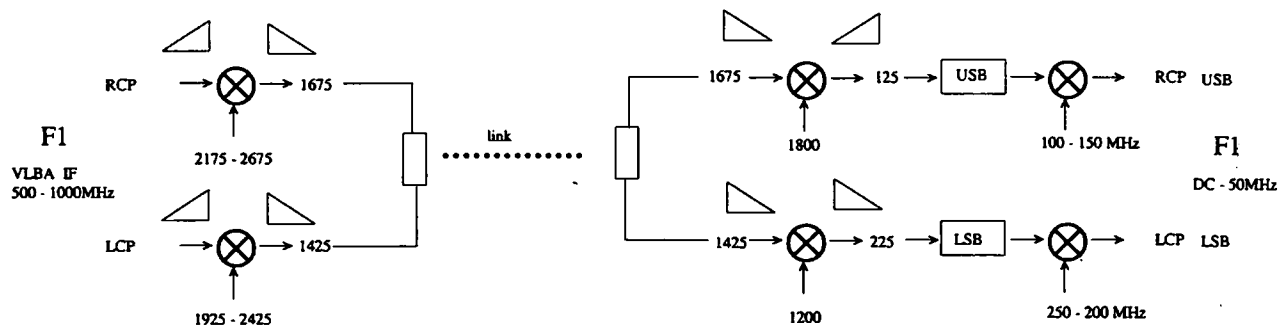 RCP
1675
2175 - 2675
F1
VLBA IF
500 - 1000MHz
LCP
1425
1925 - 2425
link
1675
125
USB
RCP USB
1800
100 - 150 MHz
F1
DC - 50MHz
1425
225
LSB
LCP LSB
1200
250 - 200 MHz